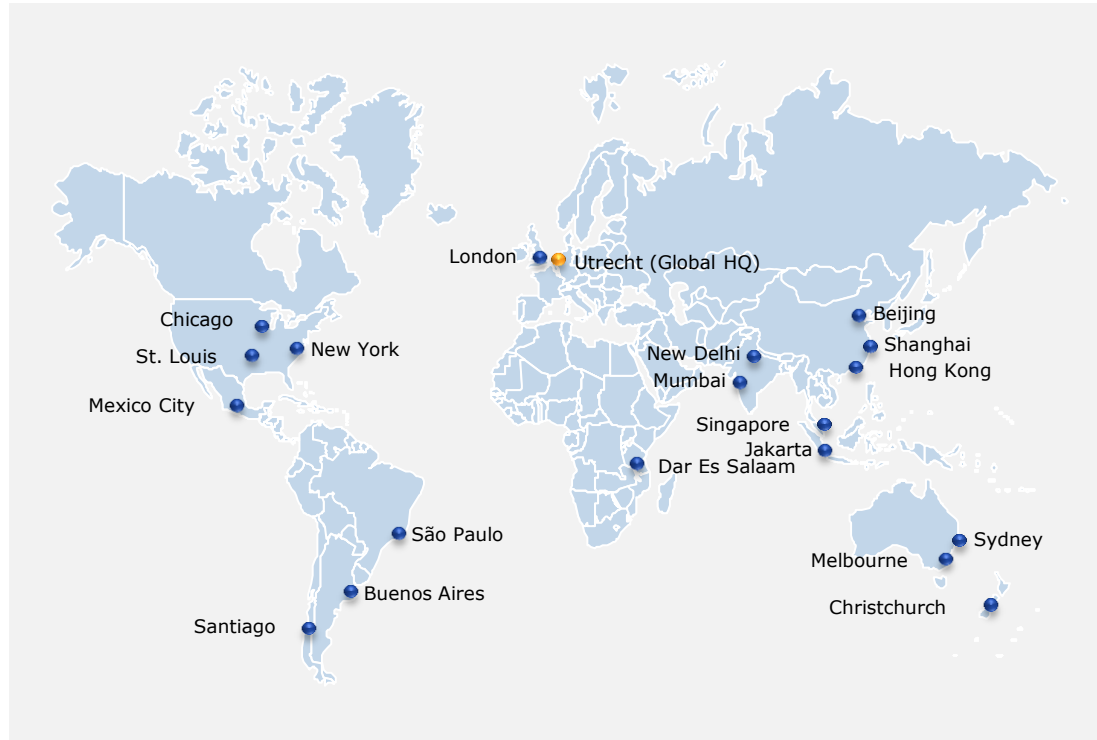 London
Utrecht (Global HQ)
Chicago
Beijing
St. Louis
New York
Shanghai
New Delhi
Hong Kong
Mumbai
Mexico City
Singapore
Jakarta
Dar Es Salaam
São Paulo
Sydney
Melbourne
Buenos Aires
Christchurch
Santiago